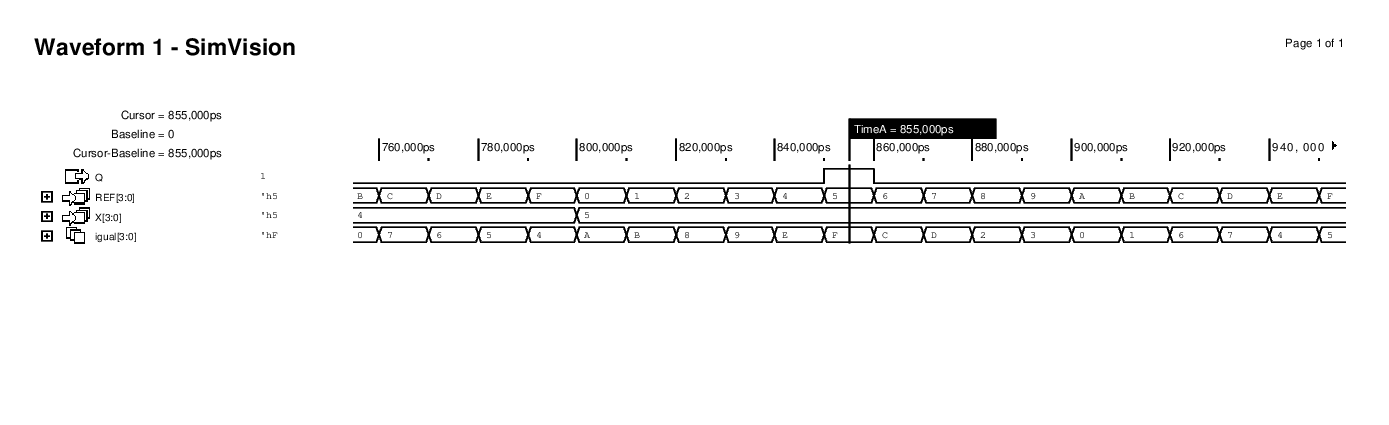 Waveform 1 - SimVision
Page 1 of 1
Cursor = 855,000ps
Baseline = 0
Cursor-Baseline = 855,000ps
TimeA = 855,000ps
760,000ps 780,000ps 800,000ps 820,000ps 840,000ps 860,000ps 880,000ps 900,000ps 920,000ps 940,000
Q 1
REF[3:0] 'h5 B C D E F 0 1 2 3 4 5 6 7 8 9 A B C D E F
X[3:0] 'h5 4 5
igual[3:0] 'hF 0 7 6 5 4 A B 8 9 E F C D 2 3 0 1 6 7 4 5